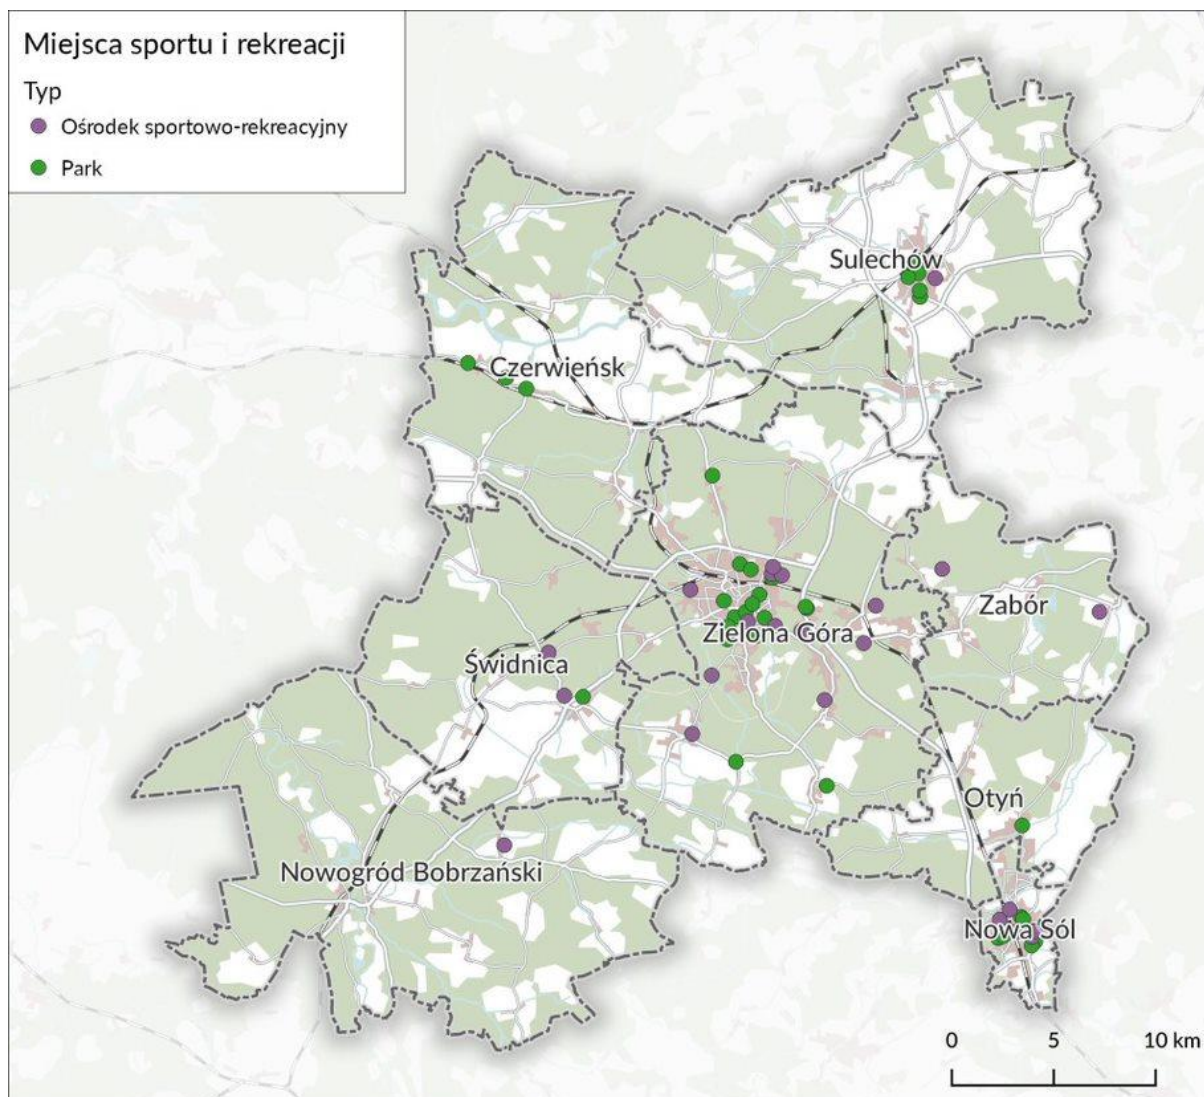 Miejsca sportu i rekreacji
Typ
Ośrodek sportowo-rekreacyjny
Park
Sulechów
Czerwieńsk
Zabór
Zielona Góra
Świdnica
Otyń
Nowogród Bobrzański
Nowa Sól
0 5 10 km